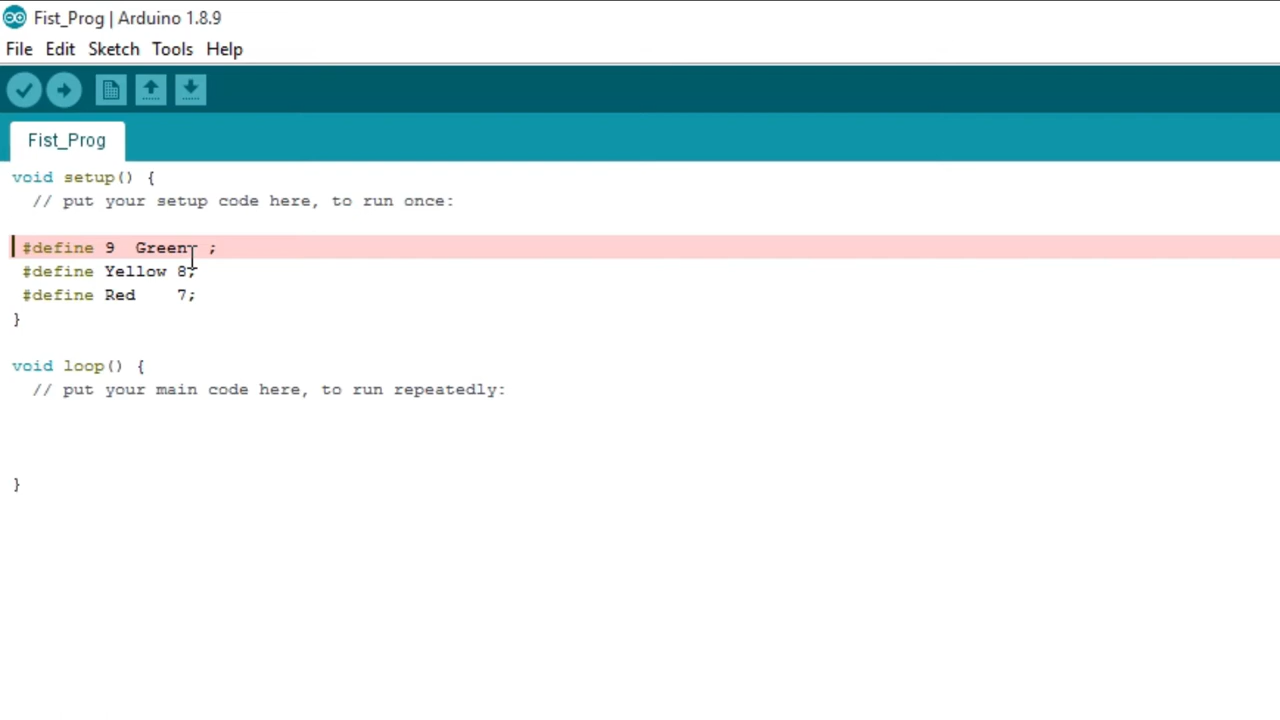 Fist_Prog | Arduino 1.8.9
File Edit Sketch Tools Help
Fist_Prog
void setup() {
// put your setup code here, to run once:
#define 9 Green ;
#define Yellow 8;
#define Red 7;
}
void loop() {
// put your main code here, to run repeatedly:
}